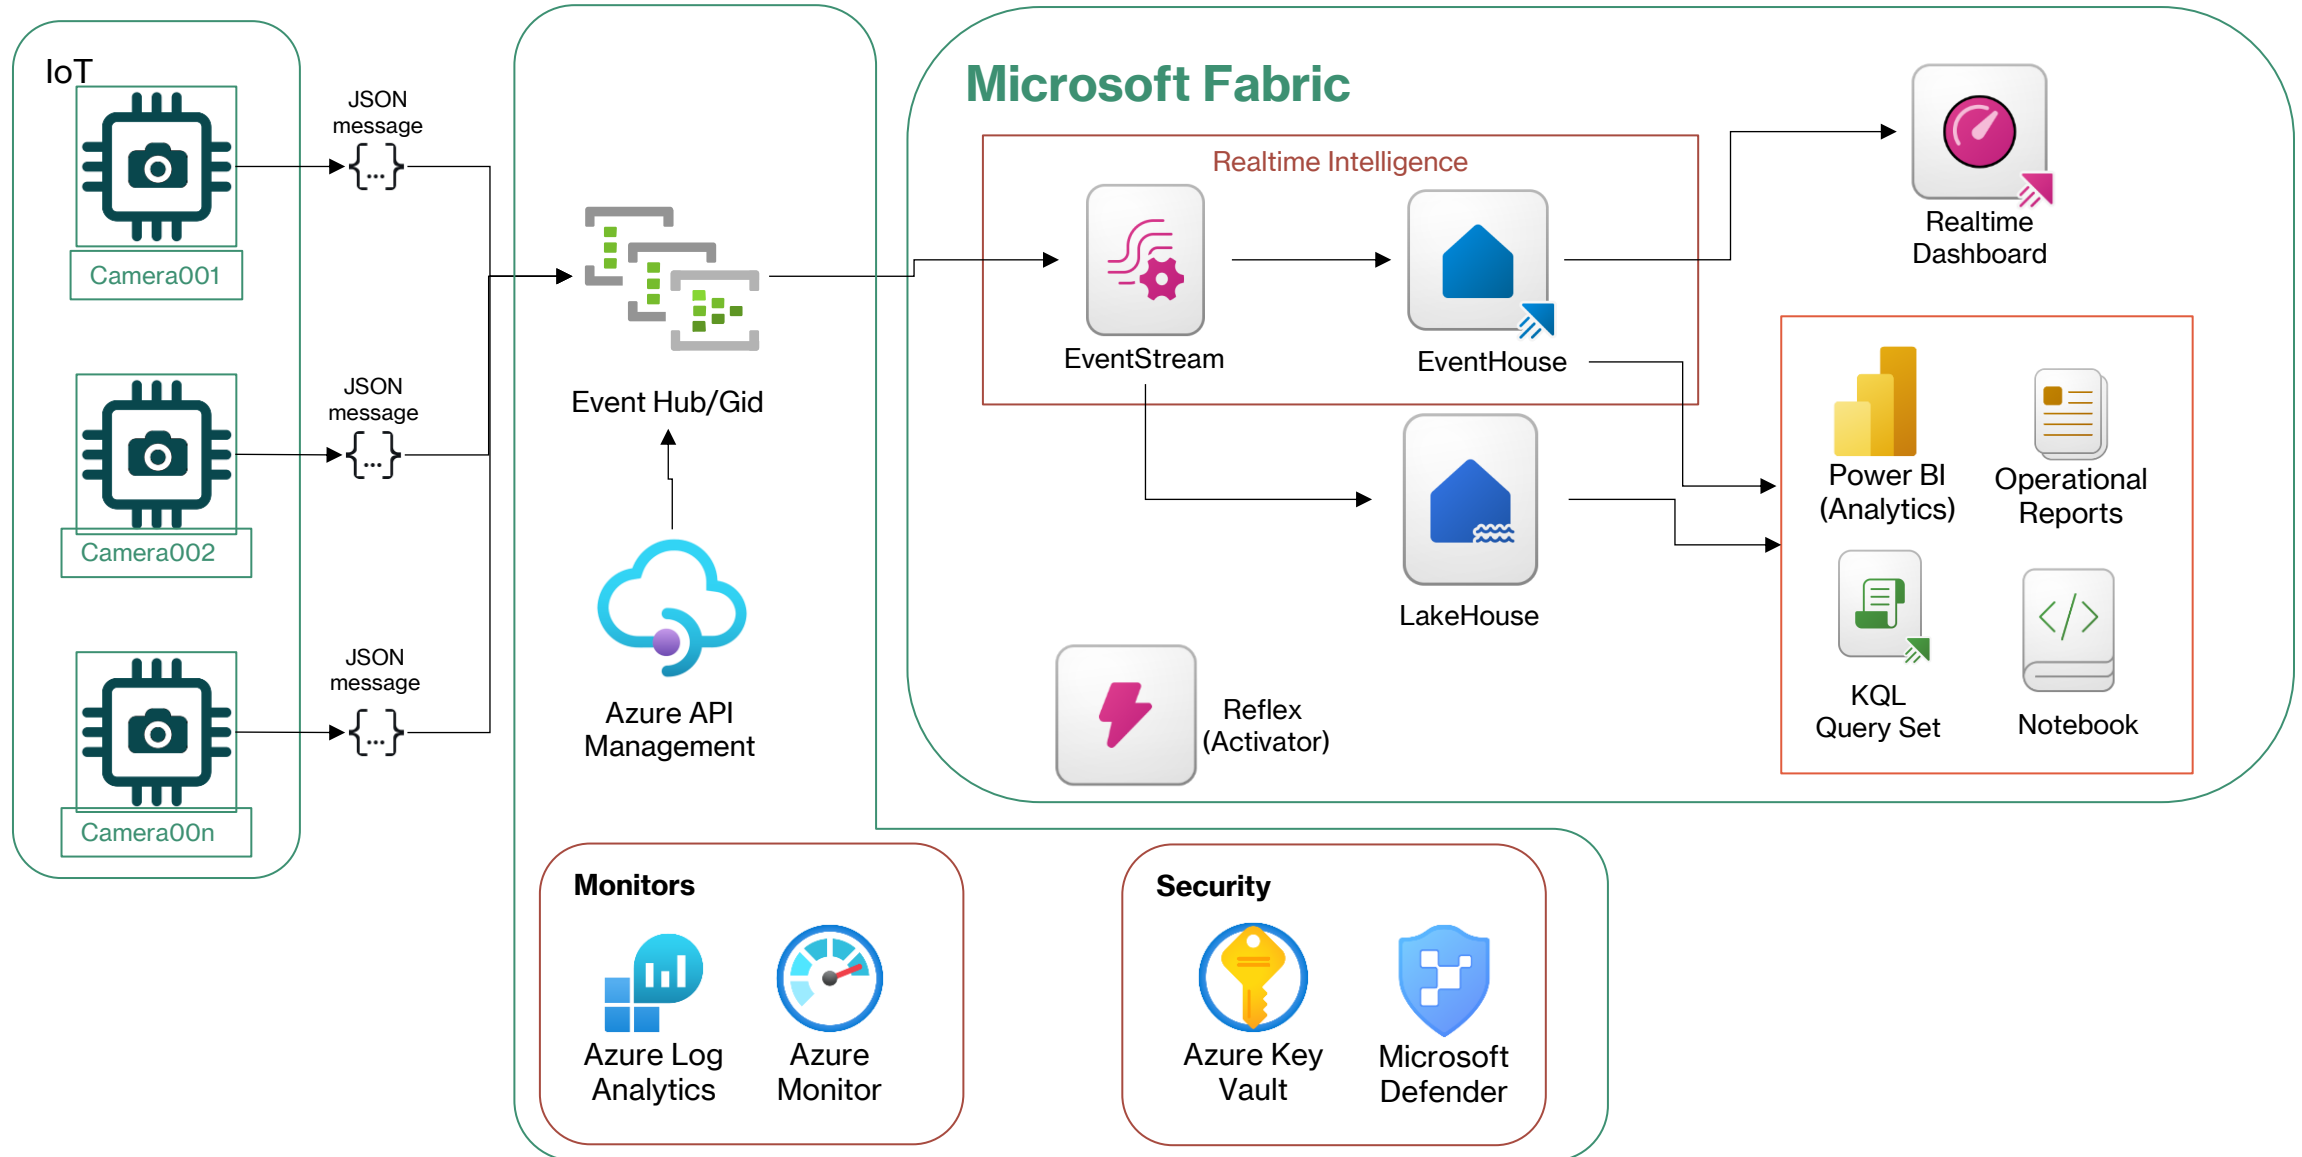 IoT
JSON
message
{...}
Camera001
JSON
message
{...}
Camera002
JSON
message
{...}
Camera00n
Event Hub/Gid
Azure API
Management
Microsoft Fabric
Realtime Intelligence
EventStream
EventHouse
LakeHouse
Reflex
(Activator)
Realtime
Dashboard
Power BI
(Analytics)
Operational
Reports
KQL
Query Set
</>
Notebook
Monitors
Azure Log
Analytics
Azure
Monitor
Security
Azure Key
Vault
Microsoft
Defender